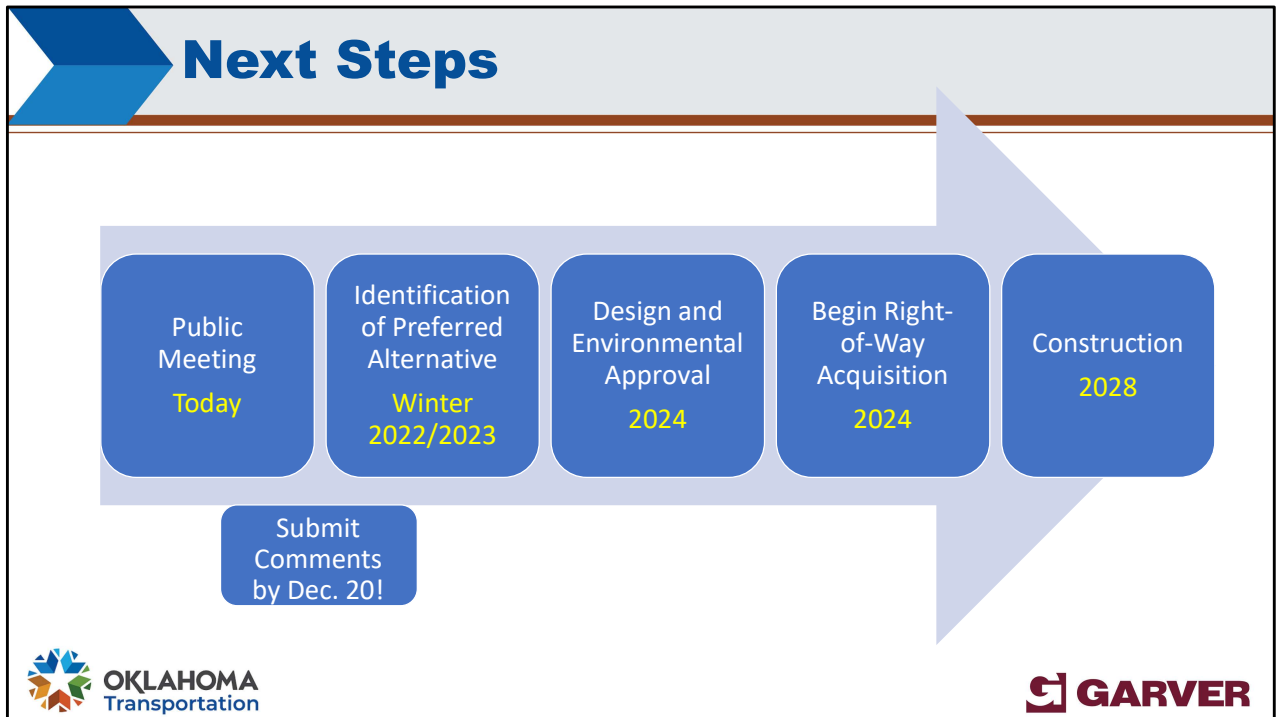 Next Steps
Public
Meeting
Today
Identification
of Preferred
Alternative
Winter
2022/2023
Design and
Environmental
Approval
2024
Begin Right-
of-Way
Acquisition
2024
Construction
2028
Submit
Comments
by Dec. 20!
OKLAHOMA
Transportation
GARVER